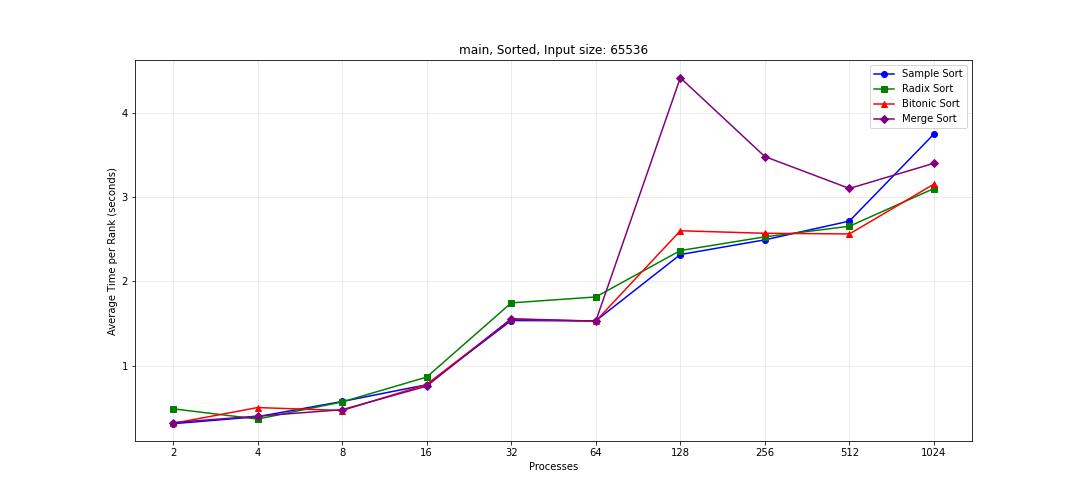 main, Sorted, Input size: 65536
Sample Sort
Radix Sort
Bitonic Sort
Merge Sort
Average Time per Rank (seconds)
4
3
2
1
2 4 8 16 32 64 128 256 512 1024
Processes